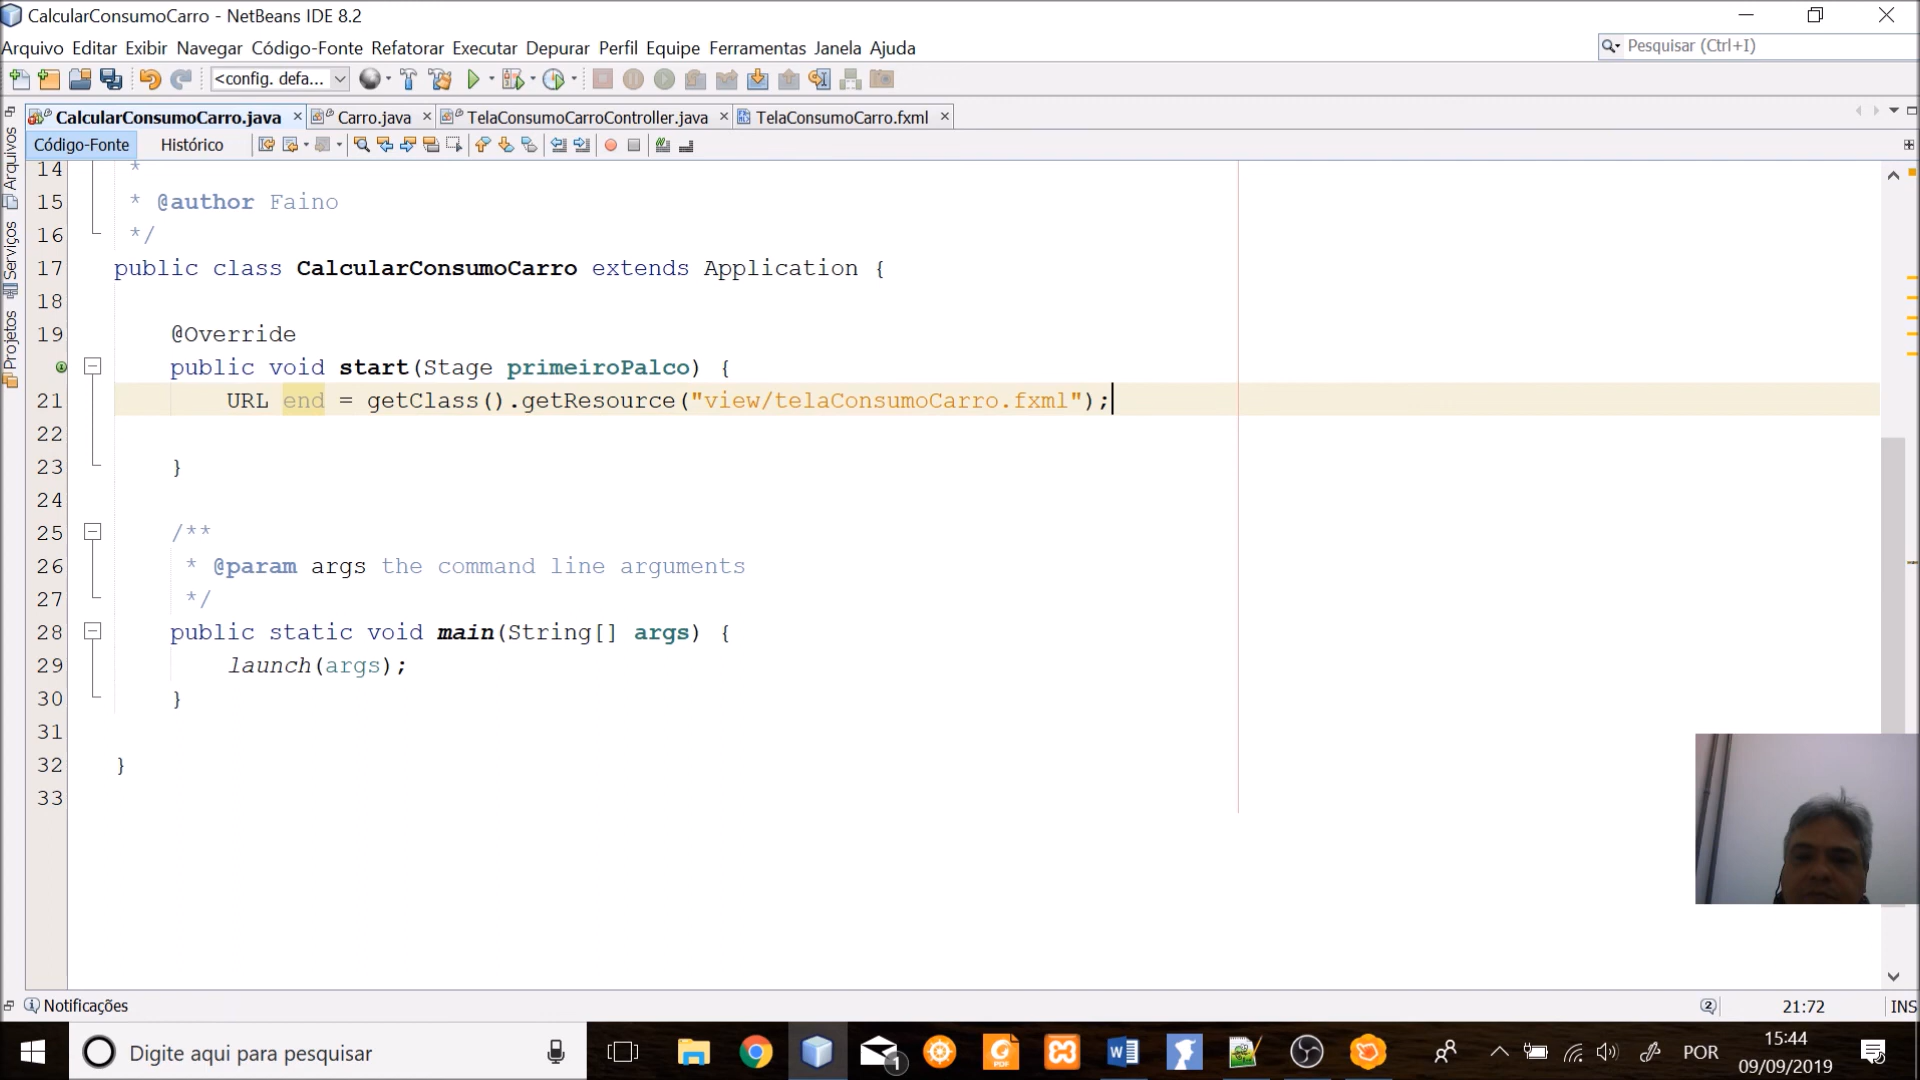 CalcularConsumoCarro - NetBeans IDE 8.2
Arquivo Editar Exibir Navegar Código-Fonte Refatorar Executar Depurar Perfil Equipe Ferramentas Janela Ajuda
Pesquisar (Ctrl+I)
<config. defa...
CalcularConsumoCarro.java Carro.java TelaConsumoCarroController.java TelaConsumoCarro.fxml
Código-Fonte Histórico
Arquivos
Serviços
Projetos
14 *
15 * @author Faino
16 */
17 public class CalcularConsumoCarro extends Application {
18
19 @Override
public void start(Stage primeiroPalco) {
21 URL end = getClass().getResource("view/telaConsumoCarro.fxml");
22
23 }
24
25 /**
26 * @param args the command line arguments
27 */
28 public static void main(String[] args) {
29 launch(args);
30 }
31
32 }
33
Notificações
2
21:72
INS
Digite aqui para pesquisar
1
PDF
POR
15:44
09/09/2019